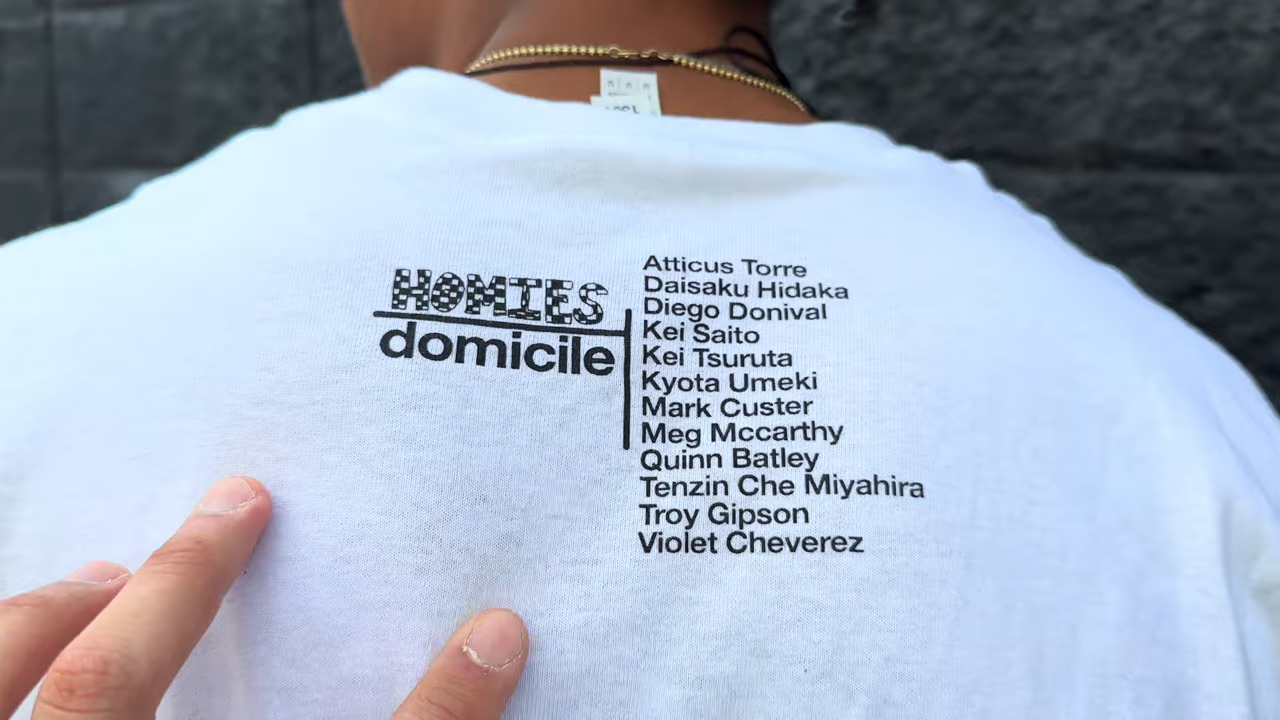 HOMIES
domicile
Atticus Torre
Daisaku Hidaka
Diego Donival
Kei Saito
Kei Tsuruta
Kyota Umeki
Mark Custer
Meg Mccarthy
Quinn Batley
Tenzin Che Miyahira
Troy Gipson
Violet Cheverez